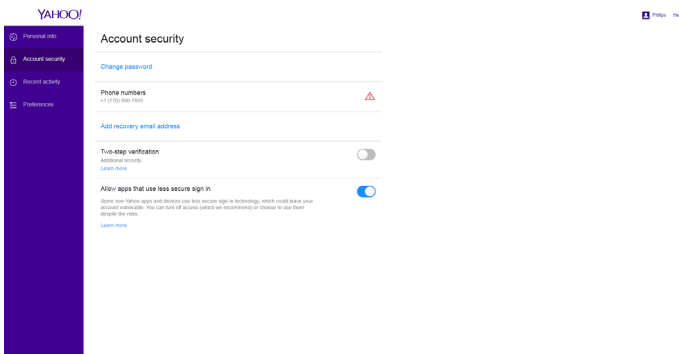 YAHOO!
Philips He
Personal info
Account security
Recent activity
Preferences
Account security
Change password
Phone numbers
Add recovery email address
Two-step verification
Additional security.
Learn more
Allow apps that use less secure sign in
Some non-Yahoo apps and devices use less secure sign-in technology, which could leave your
account vulnerable. You can turn off access (which we recommend) or choose to use them
despite the risks.
Learn more